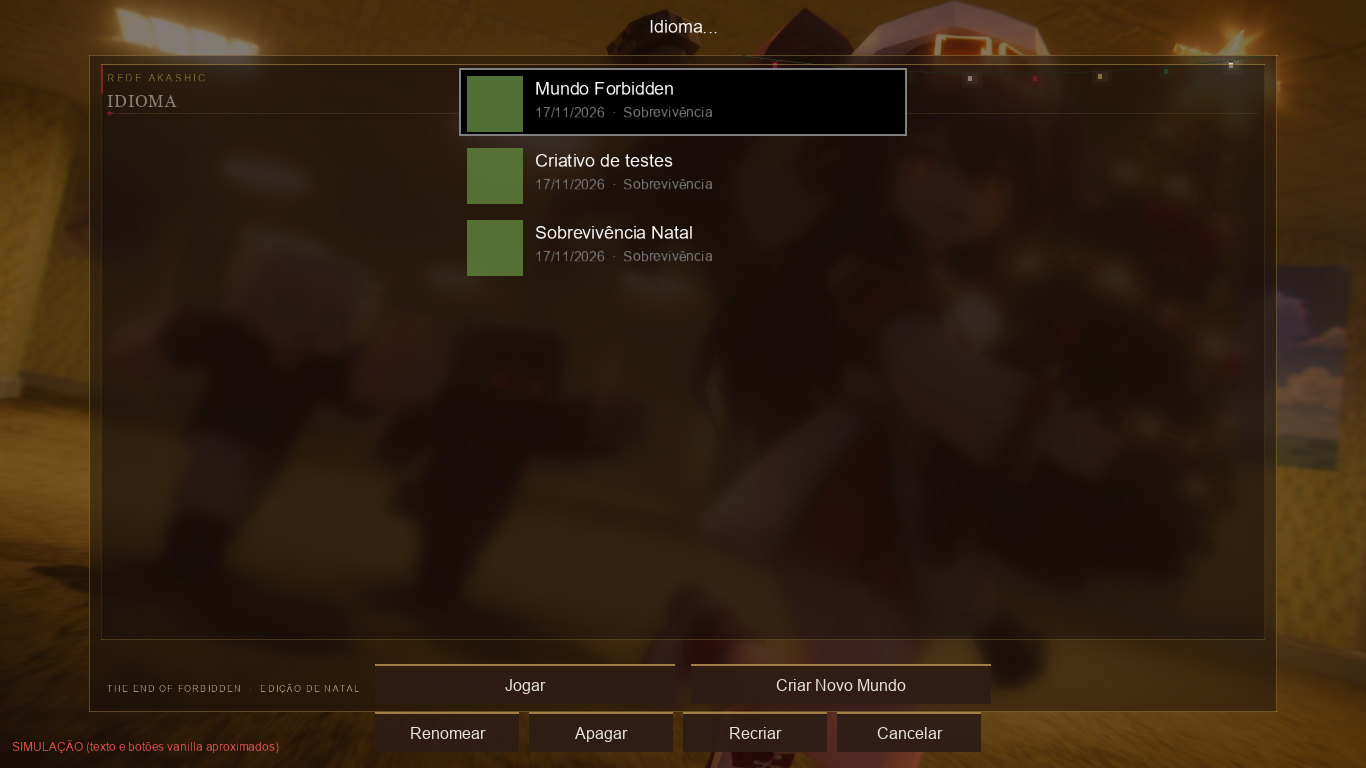 Idioma...
REDE AKASHIC
IDIOMA
Mundo Forbidden
17/11/2026 · Sobrevivência
Criativo de testes
17/11/2026 · Sobrevivência
Sobrevivência Natal
17/11/2026 · Sobrevivência
THE END OF FORBIDDEN · EDIÇÃO DE NATAL
Jogar
Criar Novo Mundo
Renomear
Apagar
Recriar
Cancelar
SIMULAÇÃO (texto e botões vanilla aproximados)